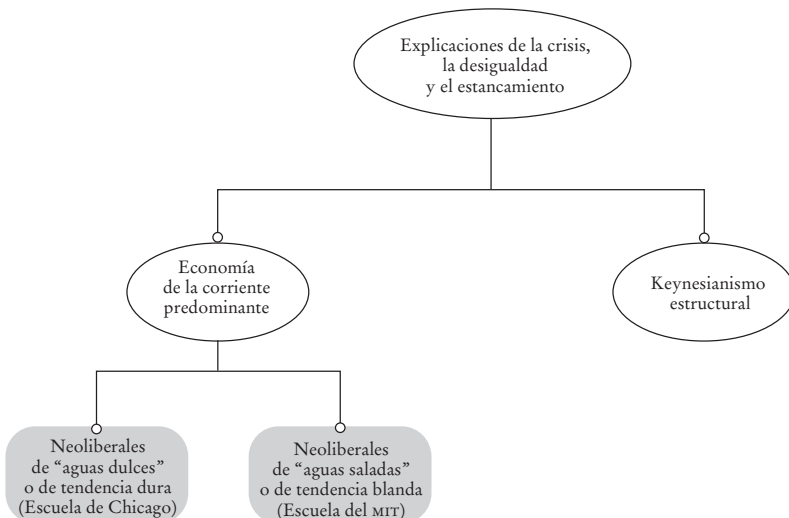 Explicaciones de la crisis,
la desigualdad
y el estancamiento
Economía
de la corriente
predominante
Keynesianismo
estructural
Neoliberales
de “aguas dulces”
o de tendencia dura
(Escuela de Chicago)
Neoliberales
de “aguas saladas”
o de tendencia blanda
(Escuela del MIT)